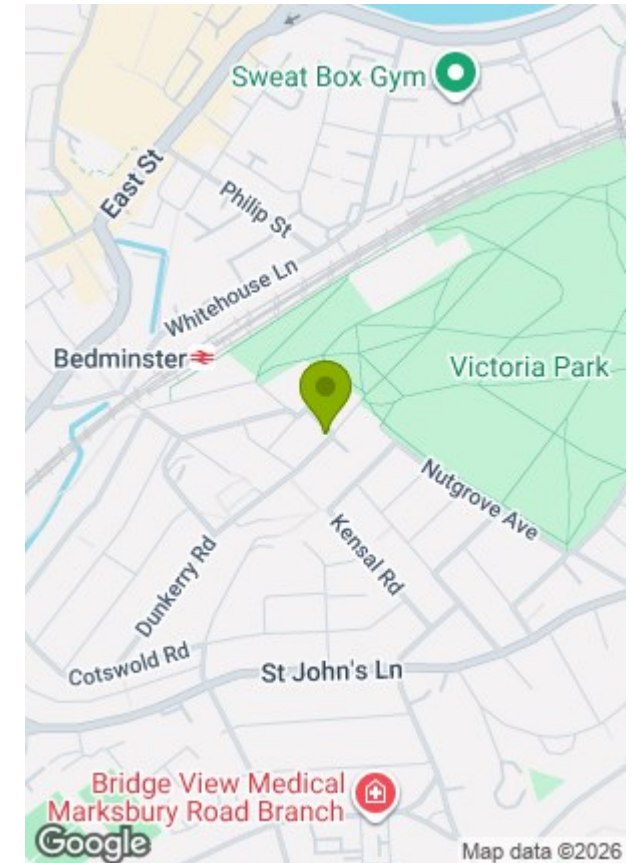 Sweat Box Gym
East St
Philip St
Whitehouse Ln
Bedminster
Victoria Park
Nutgrove Ave
Kensal Rd
Dunkerry Rd
Cotswold Rd
St John's Ln
Bridge View Medical
Marksbury Road Branch
Google
Map data ©2026